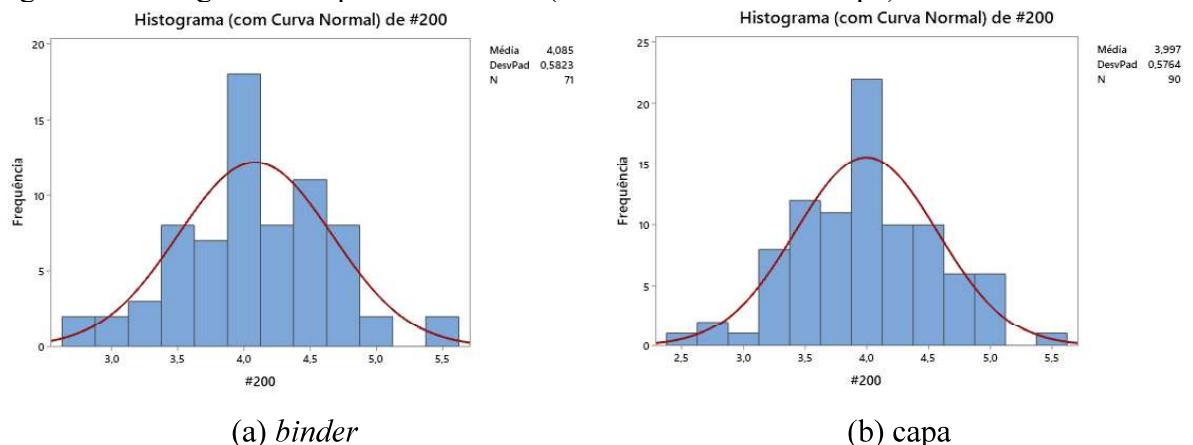 Histograma (com Curva Normal) de #200
Média 4,085
DesvPad 0,5823
N 71
Frequência
20
15
10
5
0
3,0 3,5 4,0 4,5 5,0 5,5
#200
(a) binder
Histograma (com Curva Normal) de #200
Média 3,997
DesvPad 0,5764
N 90
Frequência
25
20
15
10
5
0
2,5 3,0 3,5 4,0 4,5 5,0 5,5
#200
(b) capa